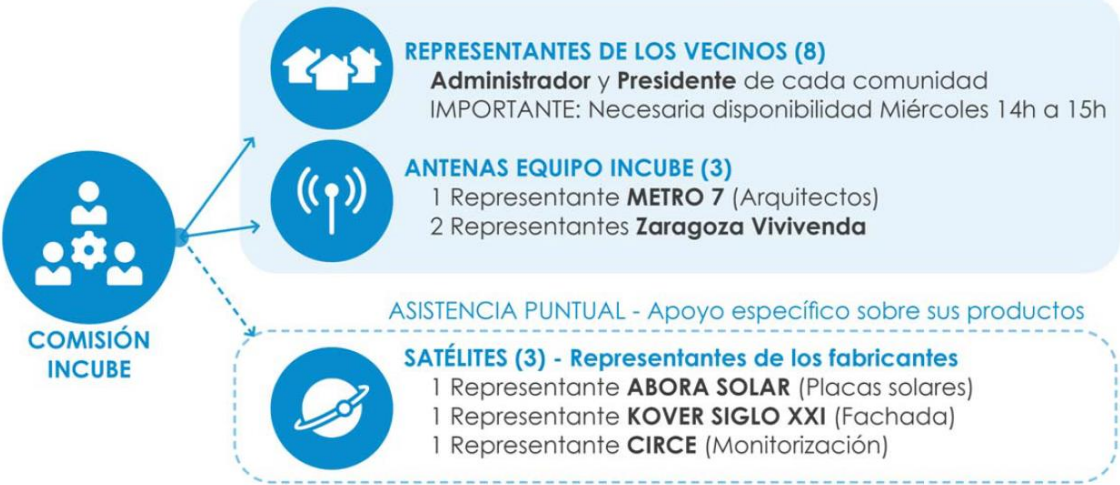 REPRESENTANTES DE LOS VECINOS (8)
Administrador y Presidente de cada comunidad
IMPORTANTE: Necesaria disponibilidad Miércoles 14h a 15h
ANTENAS EQUIPO INCUBE (3)
1 Representante METRO 7 (Arquitectos)
2 Representantes Zaragoza Vivivenda
COMISIÓN
INCUBE
ASISTENCIA PUNTUAL - Apoyo específico sobre sus productos
SATÉLITES (3) - Representantes de los fabricantes
1 Representante ABORA SOLAR (Placas solares)
1 Representante KOVER SIGLO XXI (Fachada)
1 Representante CIRCE (Monitorización)